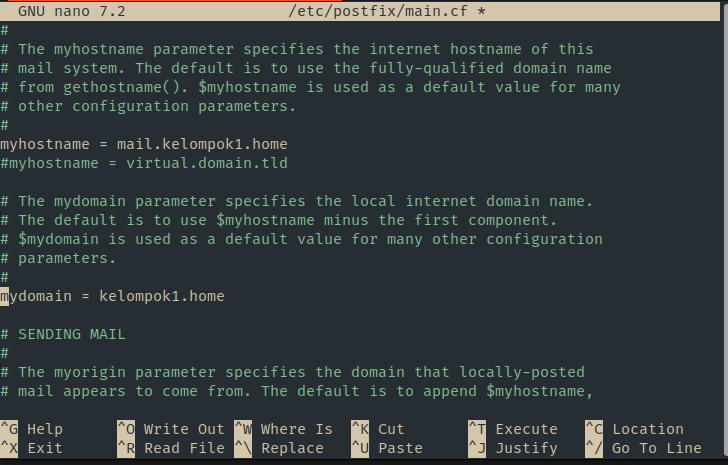 GNU nano 7.2 /etc/postfix/main.cf *
#
# The myhostname parameter specifies the internet hostname of this
# mail system. The default is to use the fully-qualified domain name
# from gethostname(). $myhostname is used as a default value for many
# other configuration parameters.
#
myhostname = mail.kelompok1.home
#myhostname = virtual.domain.tld

# The mydomain parameter specifies the local internet domain name.
# The default is to use $myhostname minus the first component.
# $mydomain is used as a default value for many other configuration
# parameters.
#
mydomain = kelompok1.home

# SENDING MAIL
#
# The myorigin parameter specifies the domain that locally-posted
# mail appears to come from. The default is to append $myhostname,

^G Help ^O Write Out ^W Where Is ^K Cut ^T Execute ^C Location
^X Exit ^R Read File ^\ Replace ^U Paste ^J Justify ^/ Go To Line